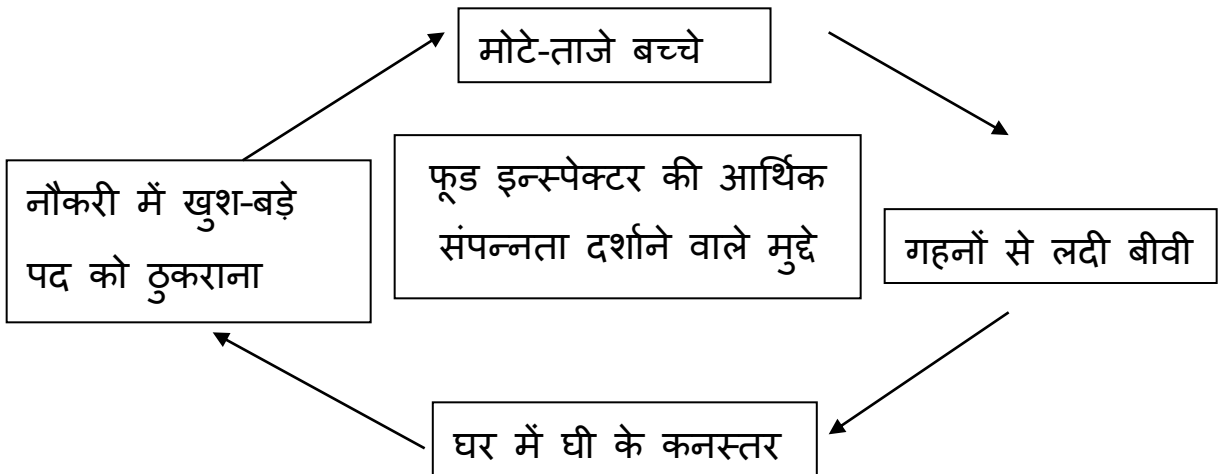 मोटे-ताजे बच्चे
नौकरी में खुश-बड़े
पद को ठुकराना
फूड इन्स्पेक्टर की आर्थिक
संपन्नता दर्शाने वाले मुद्दे
गहनों से लदी बीवी
घर में घी के कनस्तर